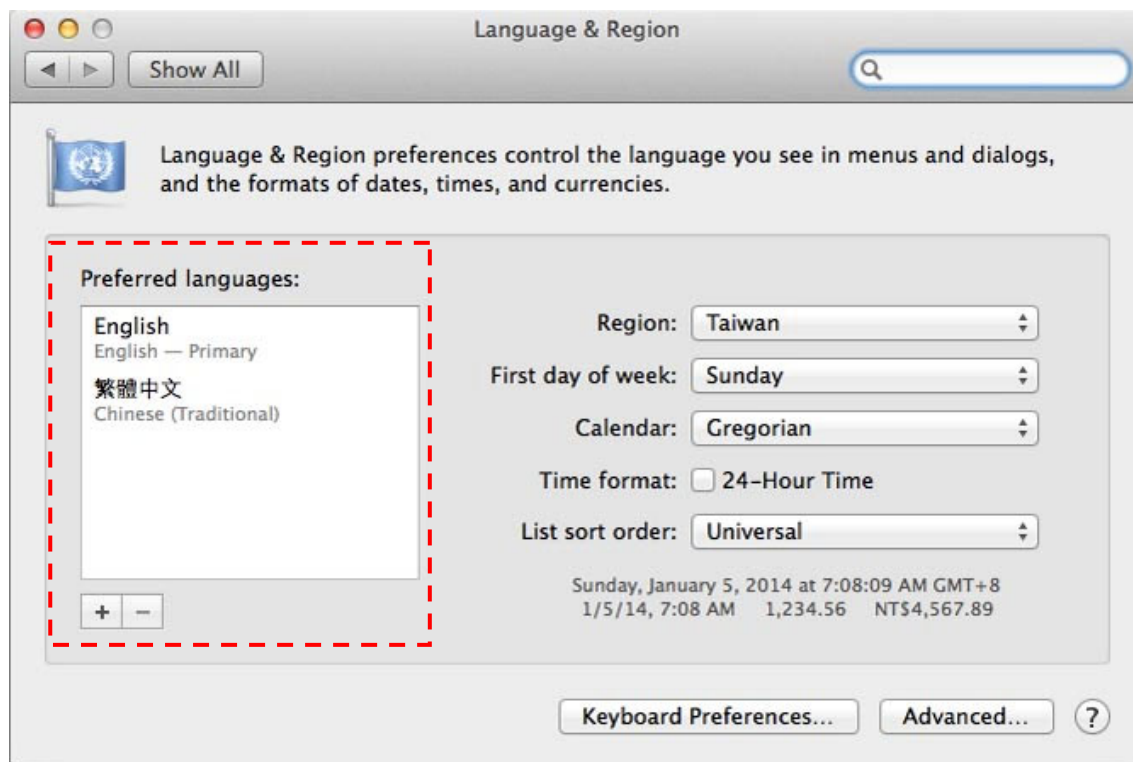 Language & Region
Show All
Language & Region preferences control the language you see in menus and dialogs,
and the formats of dates, times, and currencies.
Preferred languages:
English
English — Primary
繁體中文
Chinese (Traditional)
+ −
Region: Taiwan
First day of week: Sunday
Calendar: Gregorian
Time format: 24-Hour Time
List sort order: Universal
Sunday, January 5, 2014 at 7:08:09 AM GMT+8
1/5/14, 7:08 AM 1,234.56 NT$4,567.89
Keyboard Preferences... Advanced... ?